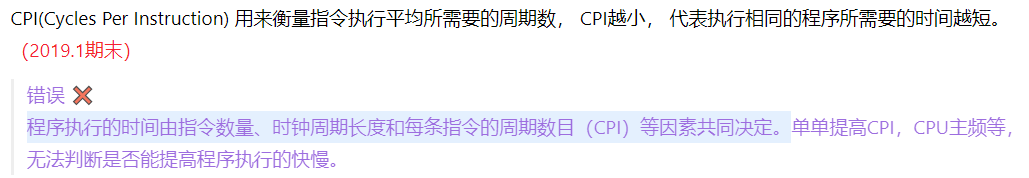 CPI(Cycles Per Instruction) 用来衡量指令执行平均所需要的周期数， CPI越小， 代表执行相同的程序所需要的时间越短。
（2019.1期末）
错误 ❌
程序执行的时间由指令数量、时钟周期长度和每条指令的周期数目（CPI）等因素共同决定。单单提高CPI，CPU主频等，
无法判断是否能提高程序执行的快慢。